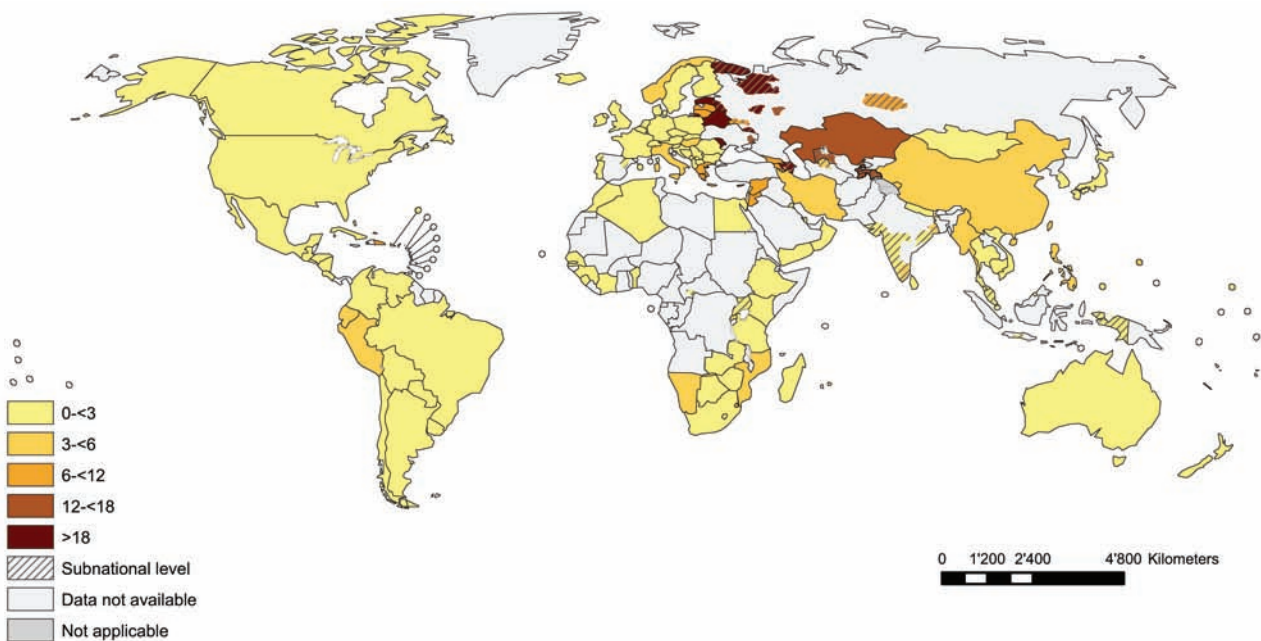 0-<3
3-<6
6-<12
12-<18
>18
Subnational level
Data not available
Not applicable
0 1'200 2'400 4'800 Kilometers